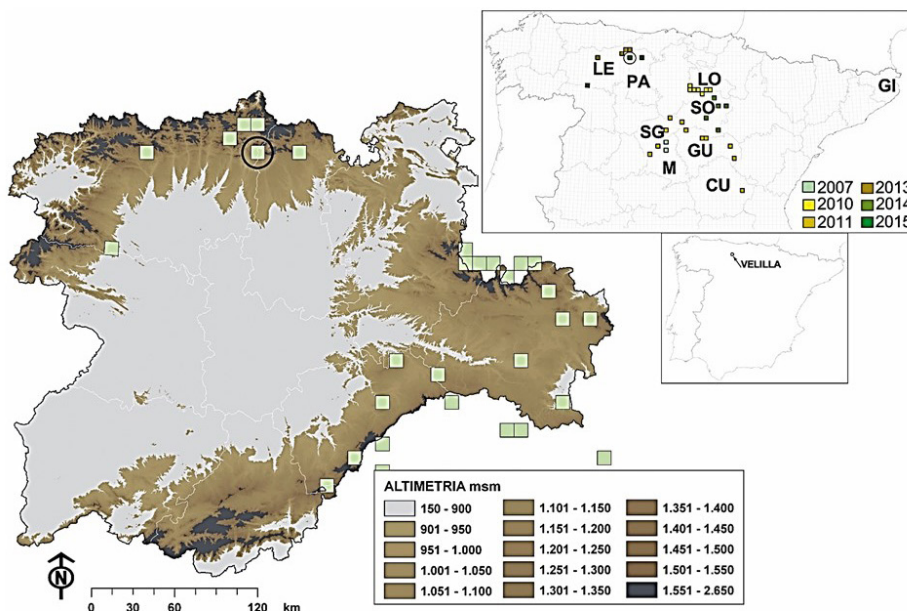 LE
PA
LO
GI
SO
SG
GU
M
CU
2007 2013
2010 2014
2011 2015
VELILLA
ALTIMETRIA msm
150 - 900 1.101 - 1.150 1.351 - 1.400
901 - 950 1.151 - 1.200 1.401 - 1.450
951 - 1.000 1.201 - 1.250 1.451 - 1.500
1.001 - 1.050 1.251 - 1.300 1.501 - 1.550
1.051 - 1.100 1.301 - 1.350 1.551 - 2.650
N
0 30 60 120 km